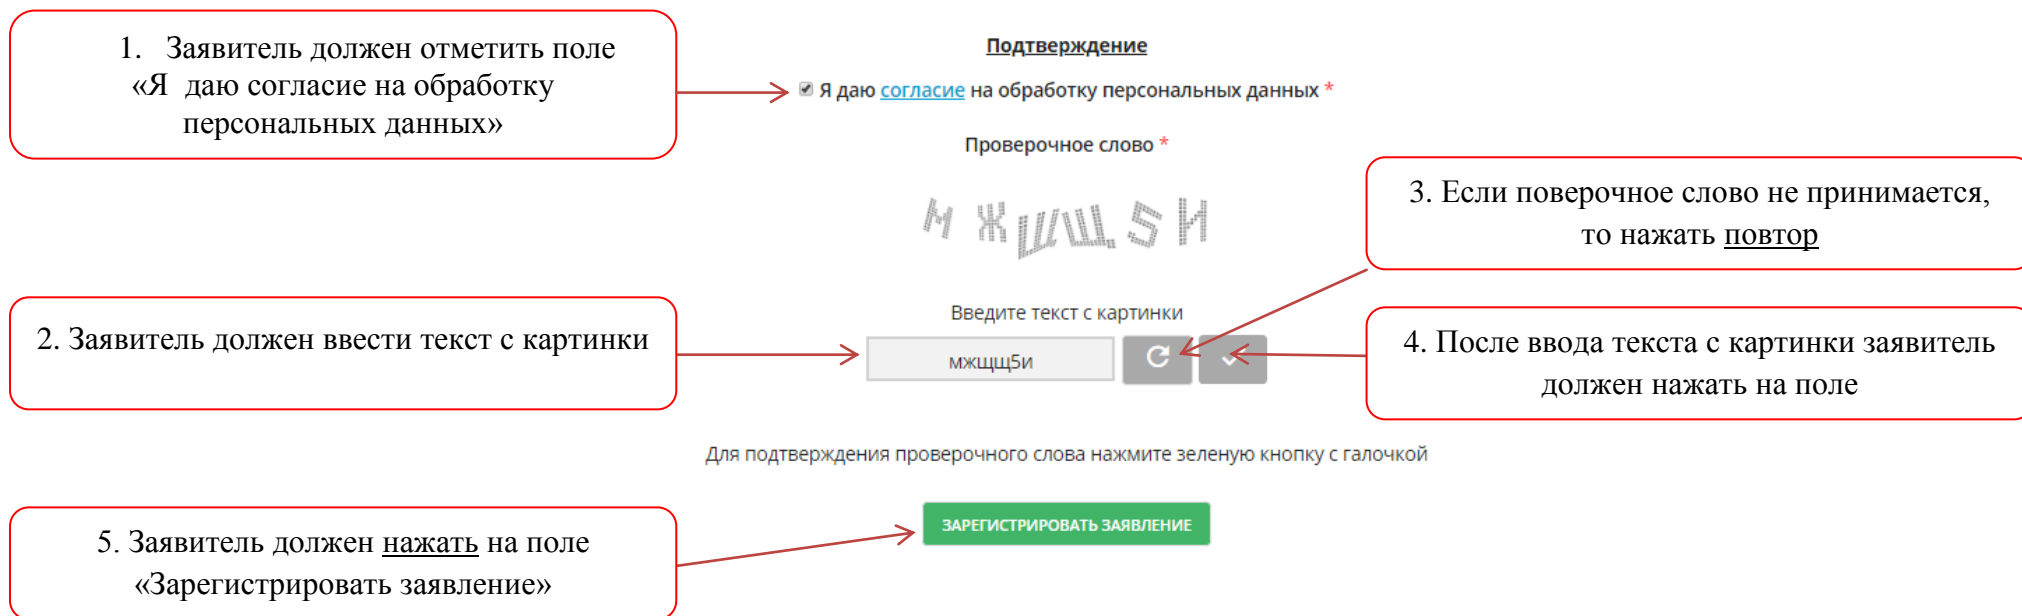 1. Заявитель должен отметить поле
«Я даю согласие на обработку
персональных данных»
Подтверждение
Я даю согласие на обработку персональных данных *
Проверочное слово *
М Ж Ш Щ 5 И
3. Если поверочное слово не принимается,
то нажать повтор
2. Заявитель должен ввести текст с картинки
Введите текст с картинки
мжщщ5и
4. После ввода текста с картинки заявитель
должен нажать на поле
Для подтверждения проверочного слова нажмите зеленую кнопку с галочкой
5. Заявитель должен нажать на поле
«Зарегистрировать заявление»
ЗАРЕГИСТРИРОВАТЬ ЗАЯВЛЕНИЕ